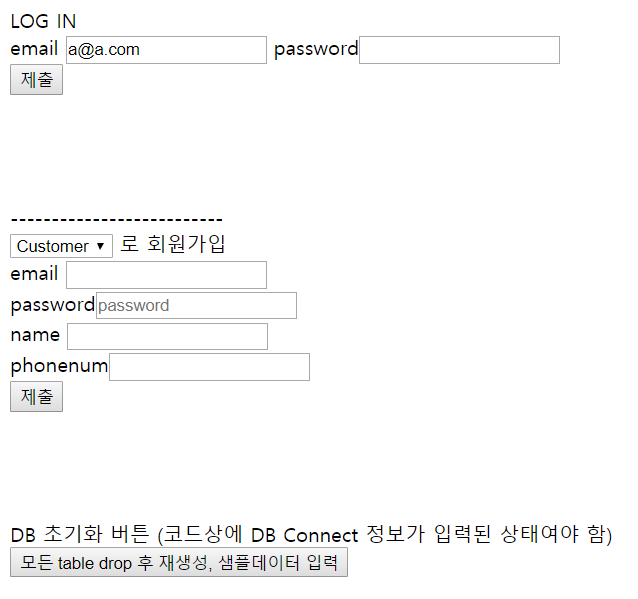 LOG IN
email a@a.com password
제출
--------------------------
Customer ▼ 로 회원가입
email
password password
name
phonenum
제출
DB 초기화 버튼 (코드상에 DB Connect 정보가 입력된 상태여야 함)
모든 table drop 후 재생성, 샘플데이터 입력